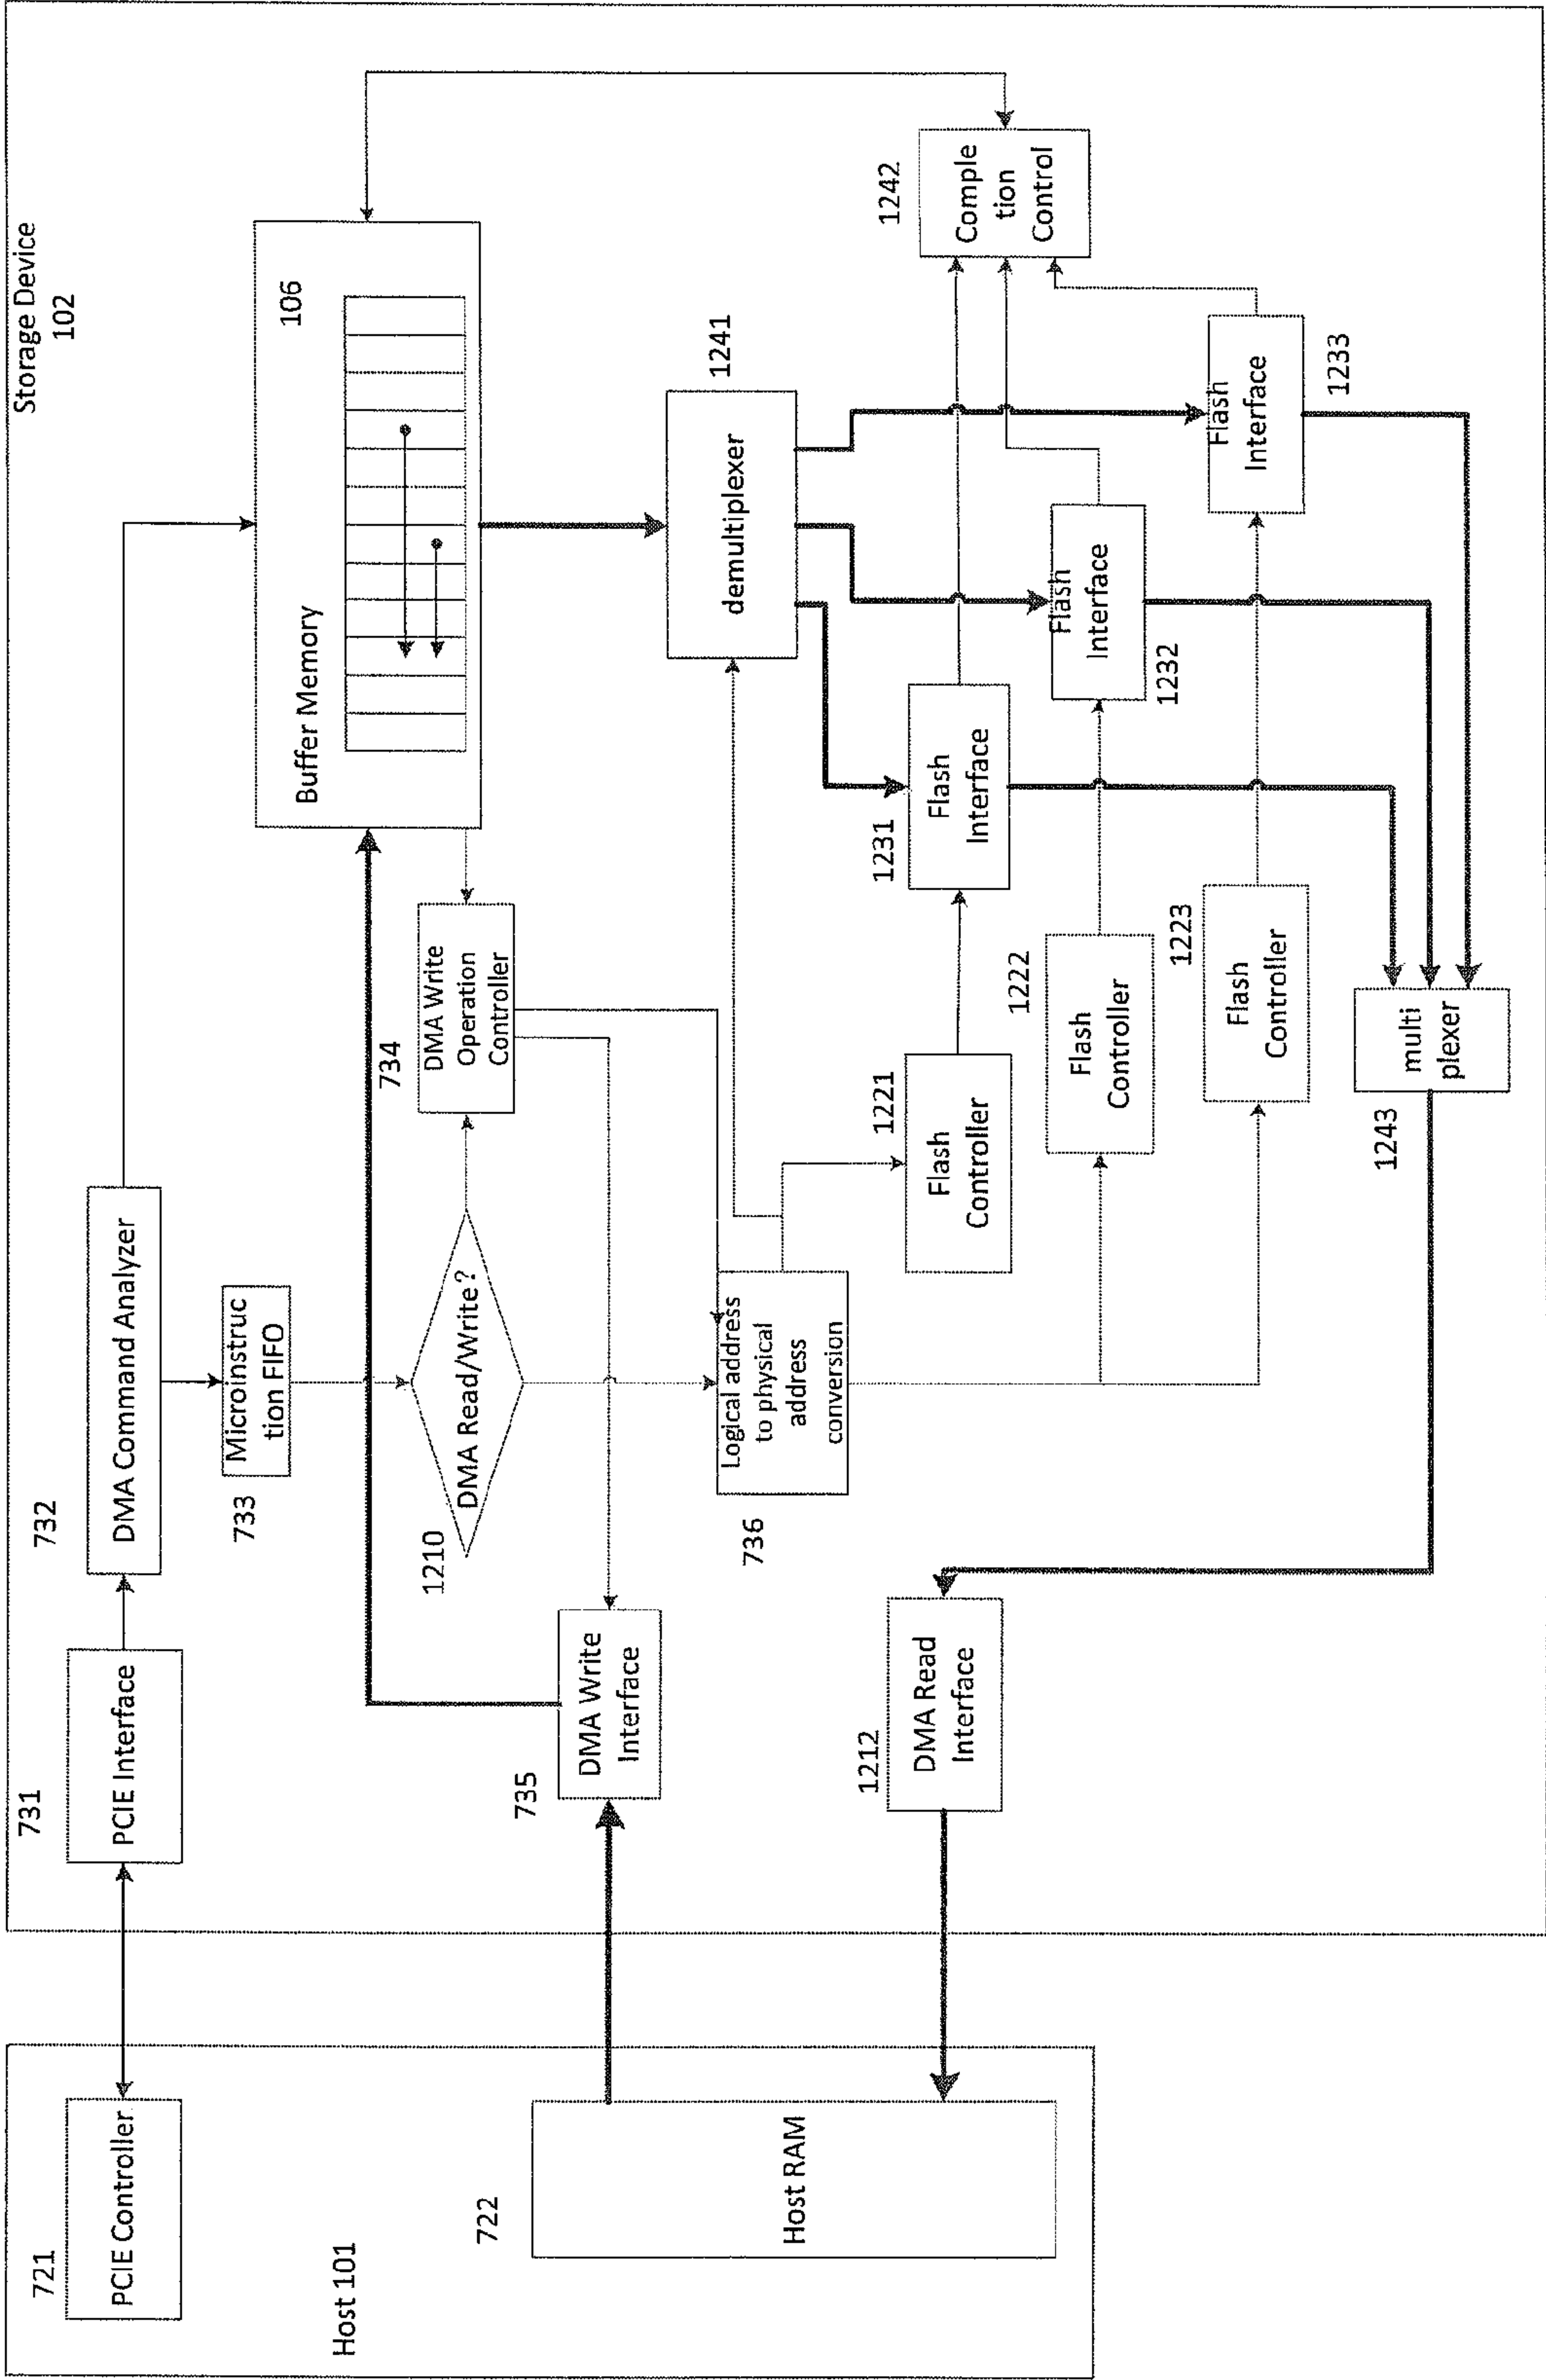 Storage Device
102
731
PCIE Interface
732
DMA Command Analyzer
733
Microinstruc
tion FIFO
1210
DMA Read/Write?
734
DMA Write
Operation
Controller
Buffer Memory
106
735
DMA Write
Interface
736
Logical address
to physical
address
conversion
demultiplexer
1241
1242
Comple
tion
Control
1212
DMA Read
Interface
1221
Flash
Controller
1231
Flash
Interface
1222
Flash
Controller
Flash
Interface
1232
1223
Flash
Controller
Flash
Interface
1233
1243
multi
plexer
721
PCIE Controller
Host 101
722
Host RAM